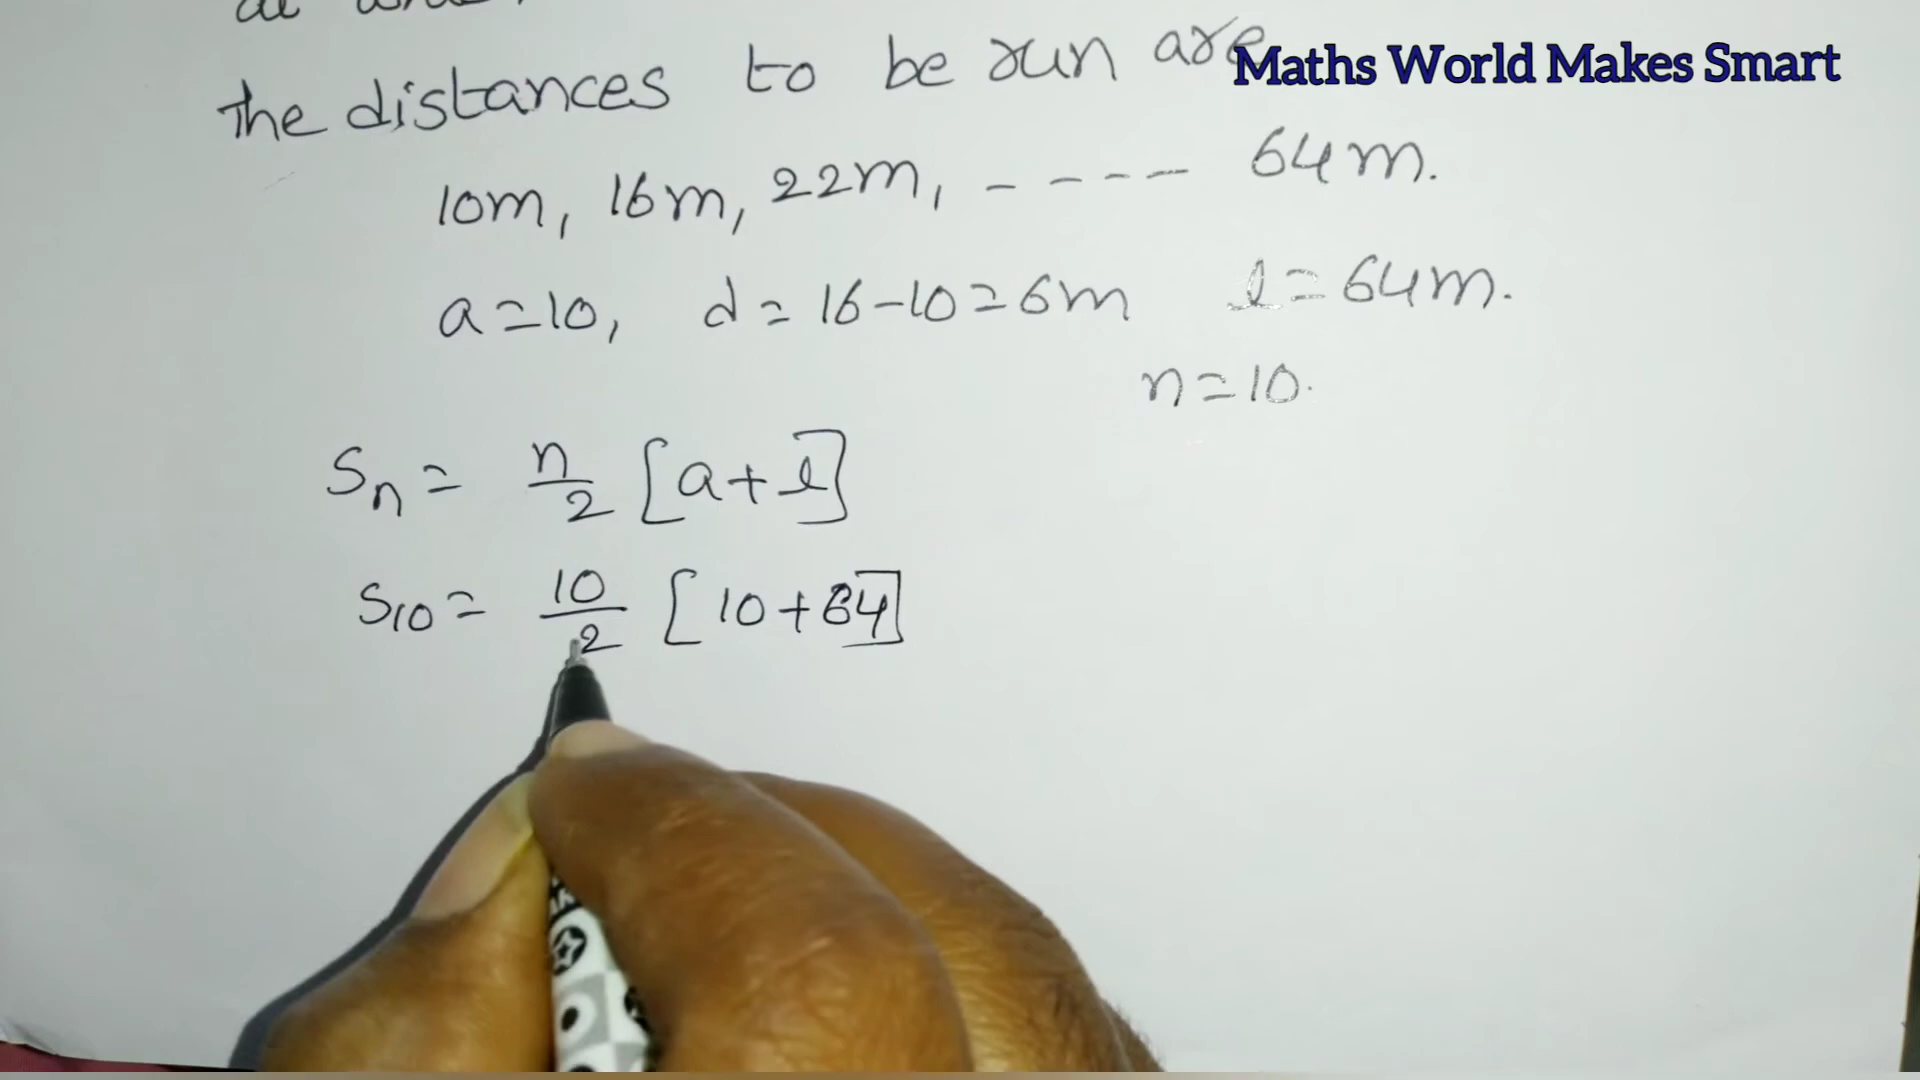 the distances to be run are
Maths World Makes Smart
10m, 16m, 22m, ---- 64m.
a=10, d=16-10=6m l=64m.
n=10.
Sn= n/2 [a+l]
S10= 10/2 [10+64]